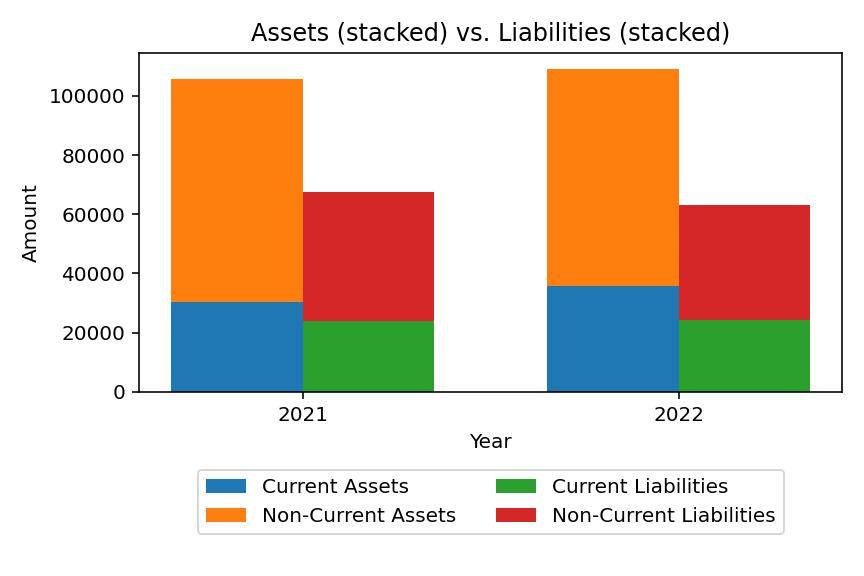 Assets (stacked) vs. Liabilities (stacked)
Amount
100000
80000
60000
40000
20000
0
2021
2022
Year
Current Assets
Non-Current Assets
Current Liabilities
Non-Current Liabilities